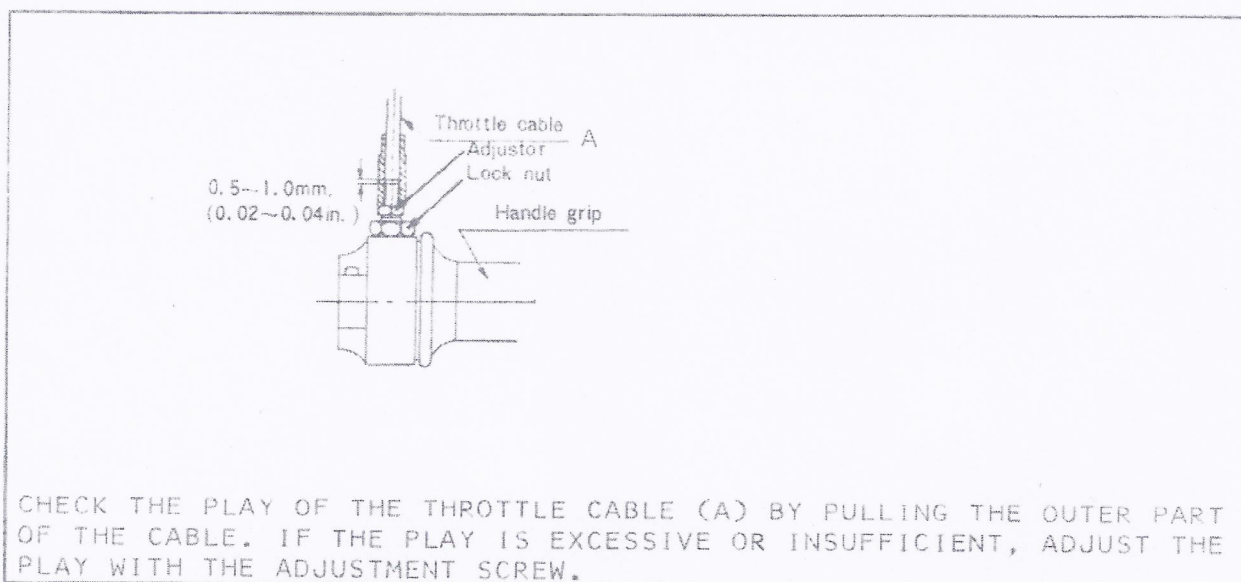 Throttle cable A
Adjustor
Lock nut
0.5~1.0mm.
(0.02~0.04in.)
Handle grip
CHECK THE PLAY OF THE THROTTLE CABLE (A) BY PULLING THE OUTER PART
OF THE CABLE. IF THE PLAY IS EXCESSIVE OR INSUFFICIENT, ADJUST THE
PLAY WITH THE ADJUSTMENT SCREW.